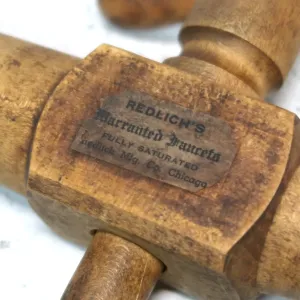 REDLICH'S
Warranted Faucets
FULLY SATURATED
Redlich Mfg. Co. Chicago.